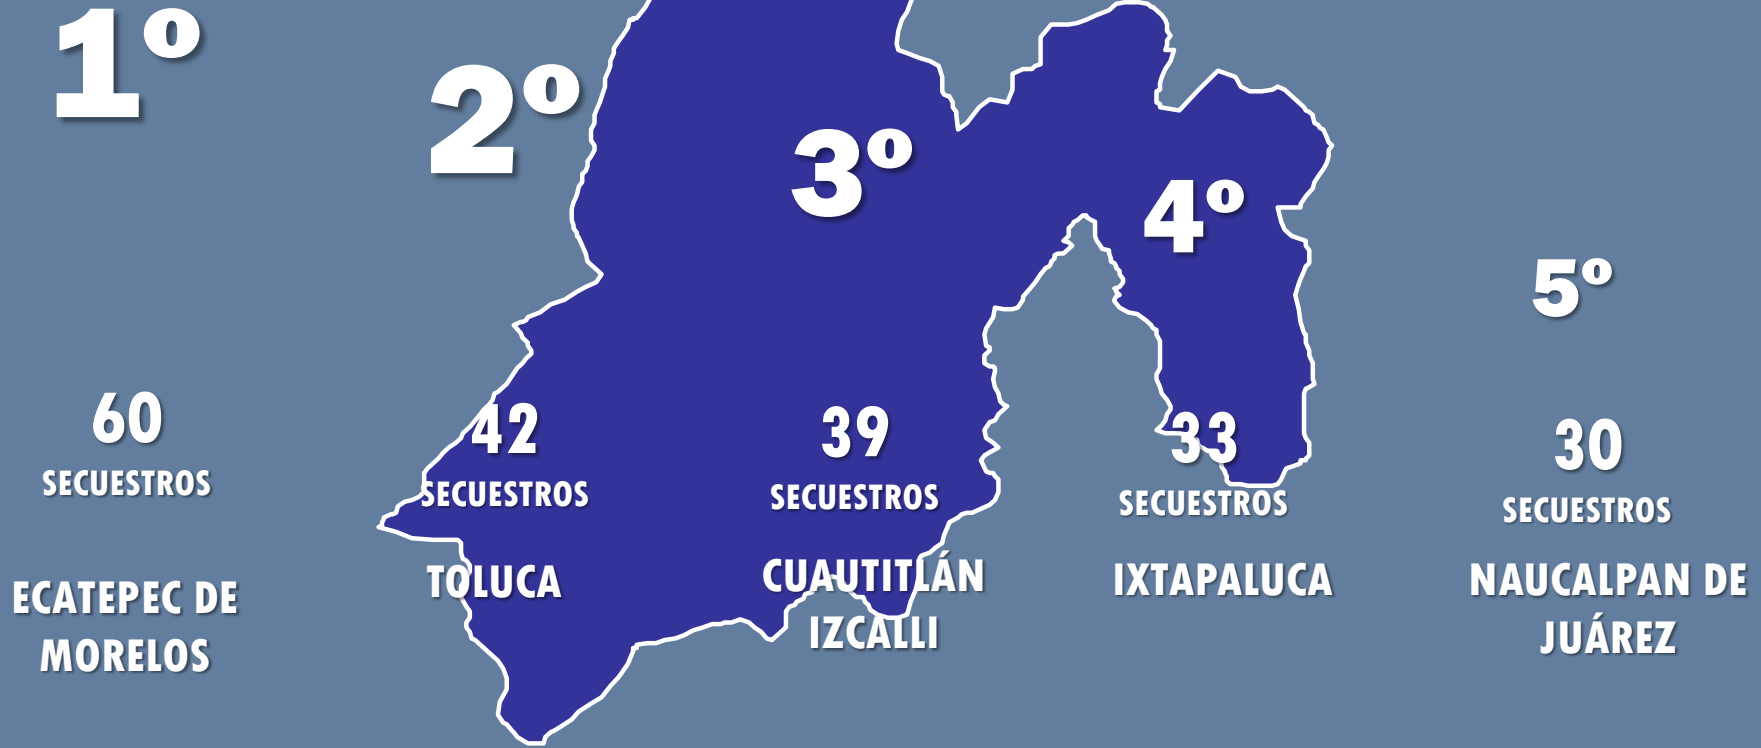 1º
60
SECUESTROS
ECATEPEC DE
MORELOS
2º
42
SECUESTROS
TOLUCA
3º
39
SECUESTROS
CUAUTITLÁN
IZCALLI
4º
33
SECUESTROS
IXTAPALUCA
5º
30
SECUESTROS
NAUCALPAN DE
JUÁREZ